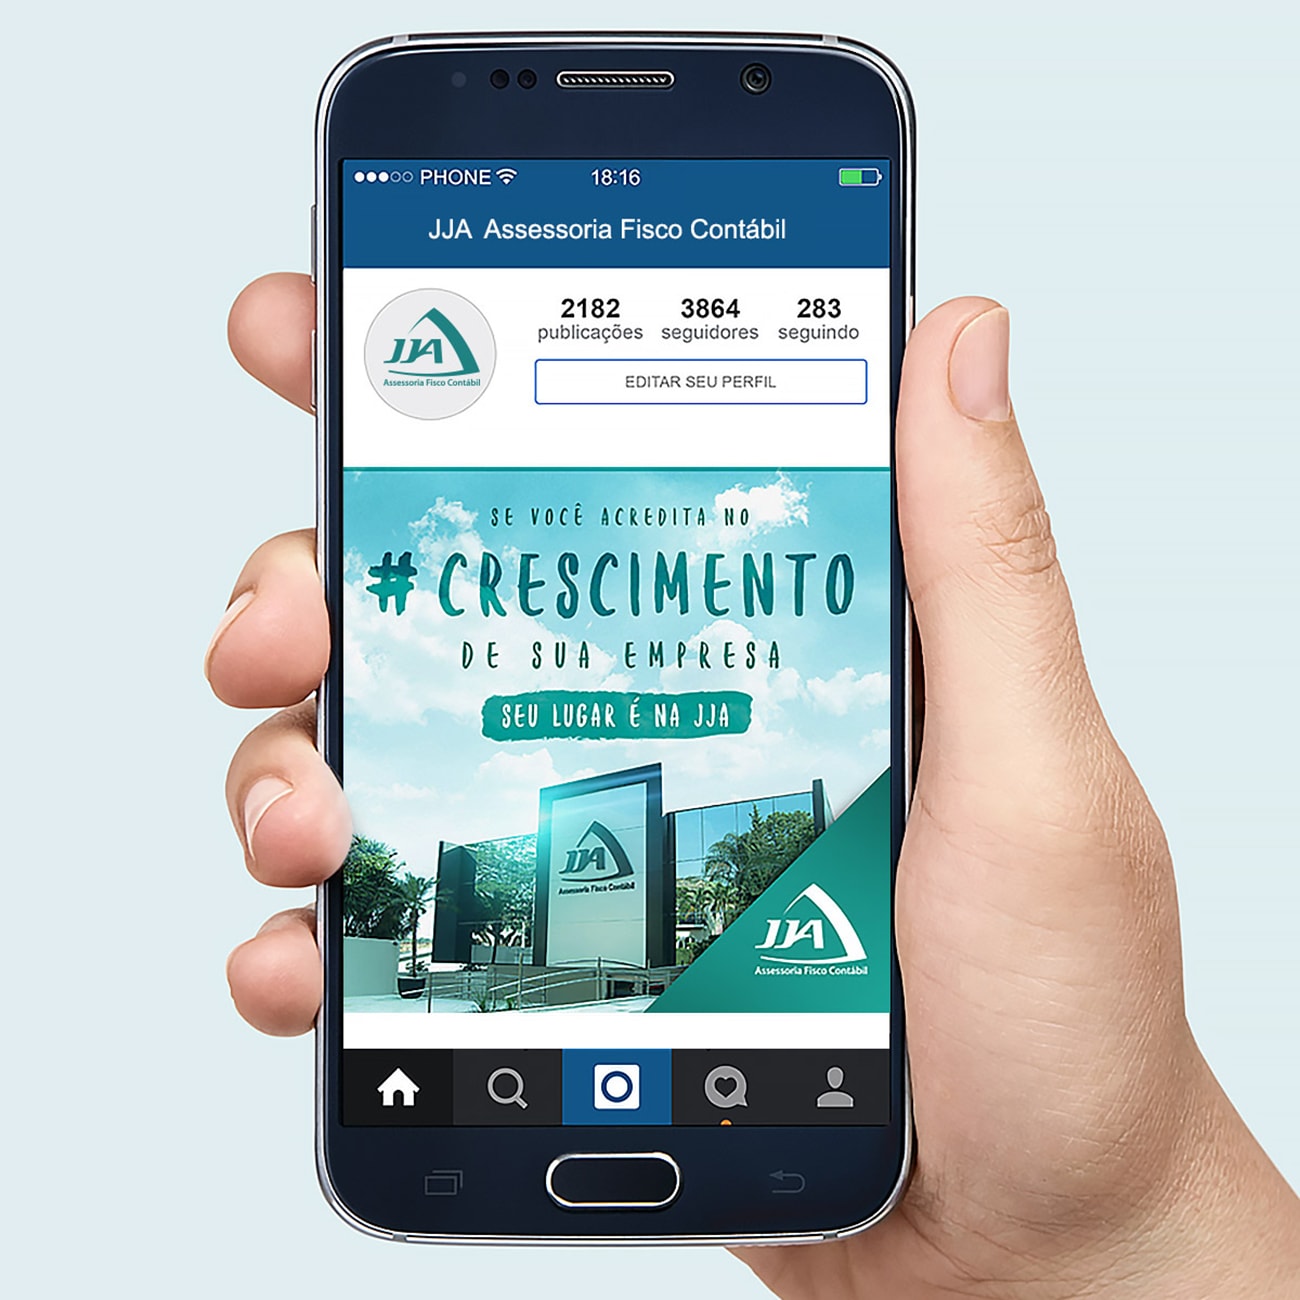 PHONE 18:16
JJA Assessoria Fisco Contábil
2182 3864 283
publicações seguidores seguindo
JJA
Assessoria Fisco Contábil
EDITAR SEU PERFIL
SE VOCÊ ACREDITA NO
#CRESCIMENTO
DE SUA EMPRESA
SEU LUGAR É NA JJA
JJA
Assessoria Fisco Contábil
JJA
Assessoria Fisco Contábil